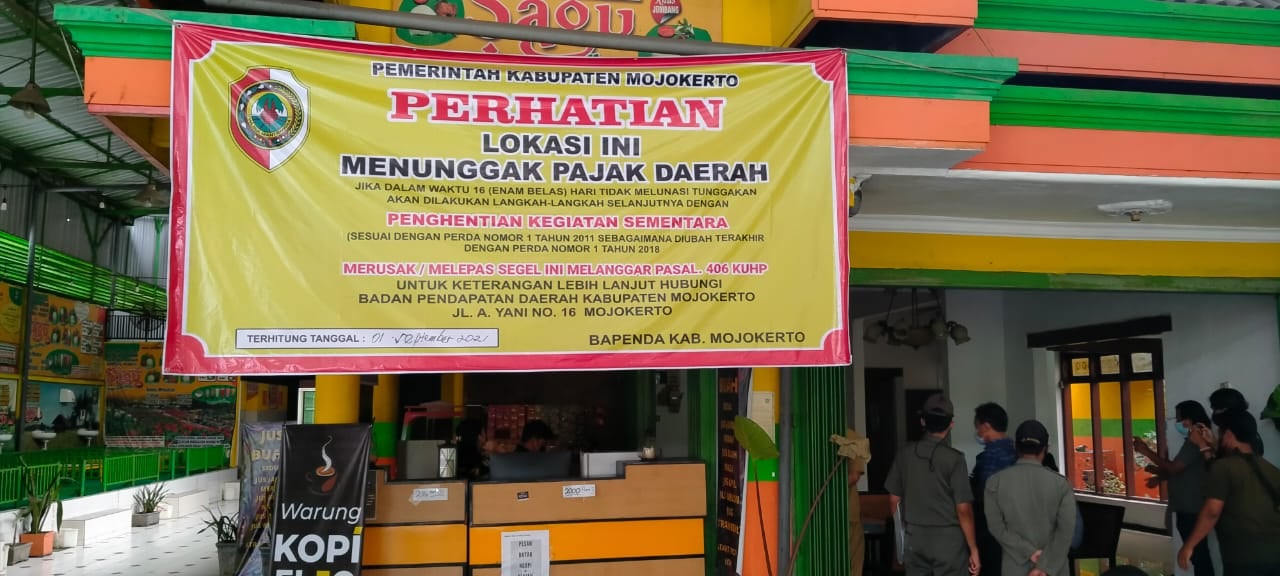 Sagu
JOMBANG
PEMERINTAH KABUPATEN MOJOKERTO
PERHATIAN
LOKASI INI
MENUNGGAK PAJAK DAERAH
JIKA DALAM WAKTU 16 (ENAM BELAS) HARI TIDAK MELUNASI TUNGGAKAN
AKAN DILAKUKAN LANGKAH-LANGKAH SELANJUTNYA DENGAN
PENGHENTIAN KEGIATAN SEMENTARA
(SESUAI DENGAN PERDA NOMOR 1 TAHUN 2011 SEBAGAIMANA DIUBAH TERAKHIR
DENGAN PERDA NOMOR 1 TAHUN 2018
MERUSAK / MELEPAS SEGEL INI MELANGGAR PASAL. 406 KUHP
UNTUK KETERANGAN LEBIH LANJUT HUBUNGI
BADAN PENDAPATAN DAERAH KABUPATEN MOJOKERTO
JL. A. YANI NO. 16 MOJOKERTO
TERHITUNG TANGGAL : 01 September 2021
BAPENDA KAB. MOJOKERTO
Warung
KOPI
2000